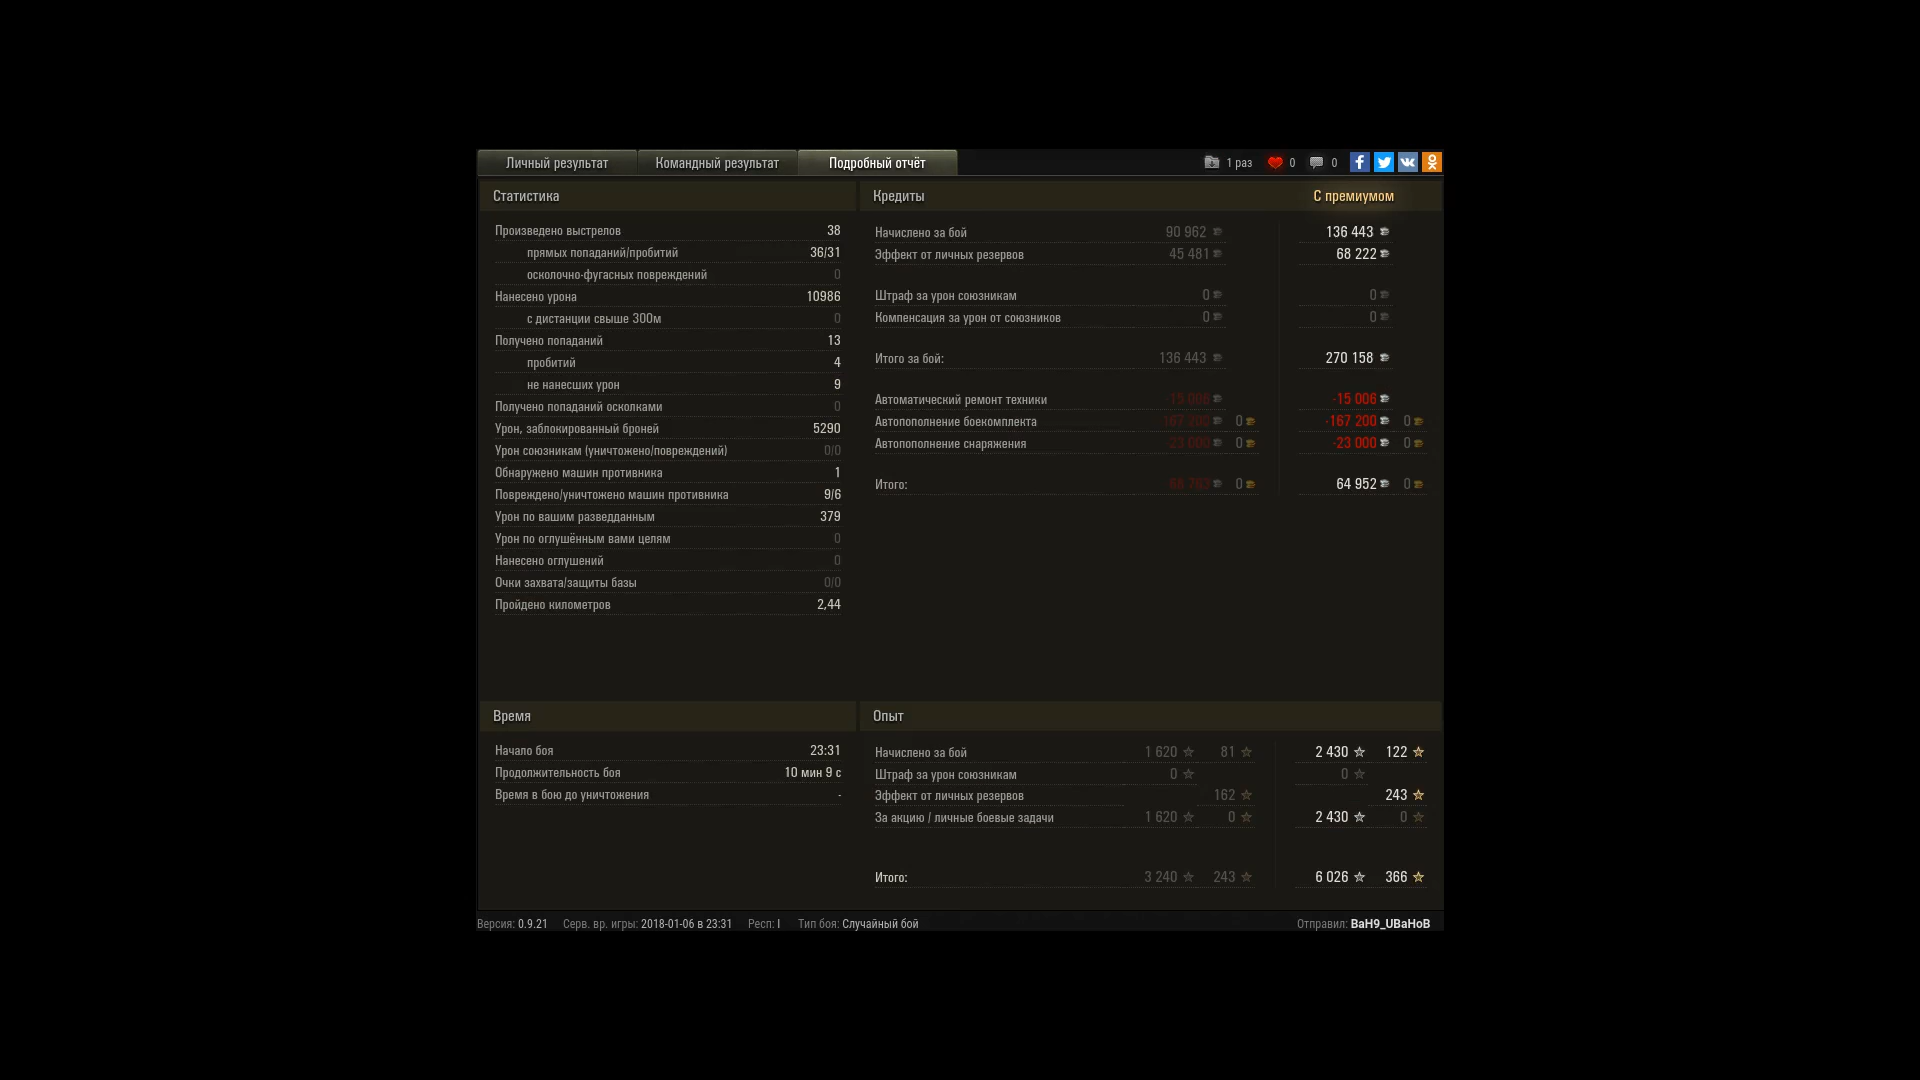 Личный результат Командный результат Подробный отчёт 1 раз 0 0
Статистика
Произведено выстрелов 38
прямых попаданий/пробитий 36/31
осколочно-фугасных повреждений 0
Нанесено урона 10986
с дистанции свыше 300м 0
Получено попаданий 13
пробитий 4
не нанесших урон 9
Получено попаданий осколками 0
Урон, заблокированный броней 5290
Урон союзникам (уничтожено/повреждений) 0/0
Обнаружено машин противника 1
Повреждено/уничтожено машин противника 9/6
Урон по вашим разведданным 379
Урон по оглушённым вами целям 0
Нанесено оглушений 0
Очки захвата/защиты базы 0/0
Пройдено километров 2,44
Кредиты С премиумом
Начислено за бой 90 962 136 443
Эффект от личных резервов 45 481 68 222
Штраф за урон союзникам 0 0
Компенсация за урон от союзников 0 0
Итого за бой: 136 443 270 158
Автоматический ремонт техники -15 006 -15 006
Автопополнение боекомплекта -167 200 0 -167 200 0
Автопополнение снаряжения -23 000 0 -23 000 0
Итого: -68 763 0 64 952 0
Время
Начало боя 23:31
Продолжительность боя 10 мин 9 с
Время в бою до уничтожения -
Опыт
Начислено за бой 1 620 81 2 430 122
Штраф за урон союзникам 0 0
Эффект от личных резервов 162 243
За акцию / личные боевые задачи 1 620 0 2 430 0
Итого: 3 240 243 6 026 366
Версия: 0.9.21 Серв. вр. игры: 2018-01-06 в 23:31 Респ: I Тип боя: Случайный бой Отправил: BaH9_UBaHoB